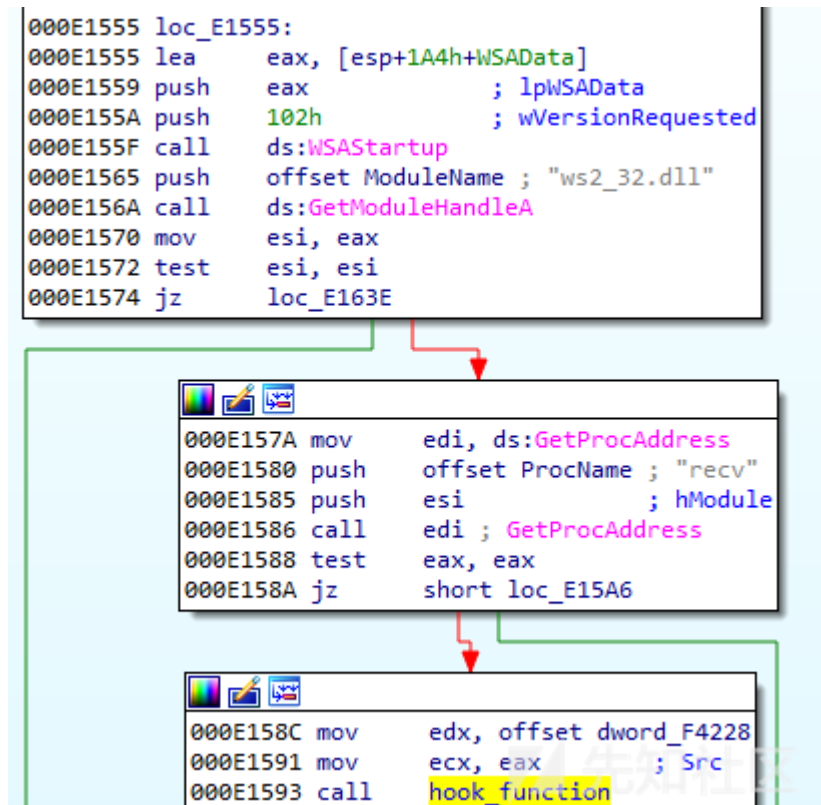 000E1555 loc_E1555:
000E1555 lea eax, [esp+1A4h+WSAData]
000E1559 push eax ; lpWSAData
000E155A push 102h ; wVersionRequested
000E155F call ds:WSAStartup
000E1565 push offset ModuleName ; "ws2_32.dll"
000E156A call ds:GetModuleHandleA
000E1570 mov esi, eax
000E1572 test esi, esi
000E1574 jz loc_E163E
000E157A mov edi, ds:GetProcAddress
000E1580 push offset ProcName ; "recv"
000E1585 push esi ; hModule
000E1586 call edi ; GetProcAddress
000E1588 test eax, eax
000E158A jz short loc_E15A6
000E158C mov edx, offset dword_F4228
000E1591 mov ecx, eax ; Src
000E1593 call hook_function
先知社区